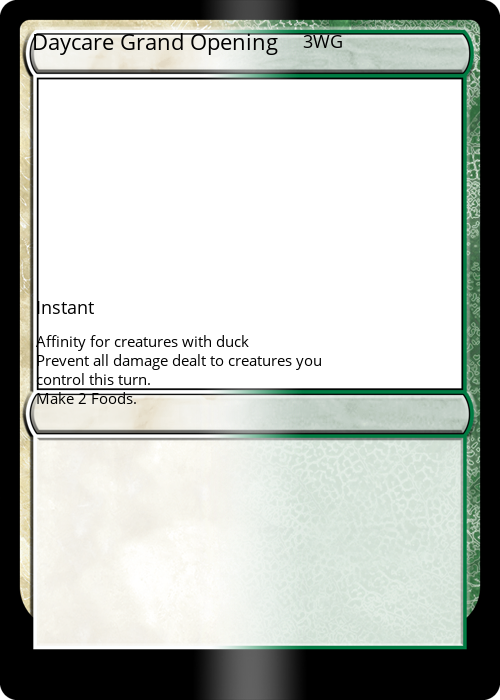 Daycare Grand Opening 3WG
Instant
Affinity for creatures with duck
Prevent all damage dealt to creatures you
control this turn.
Make 2 Foods.